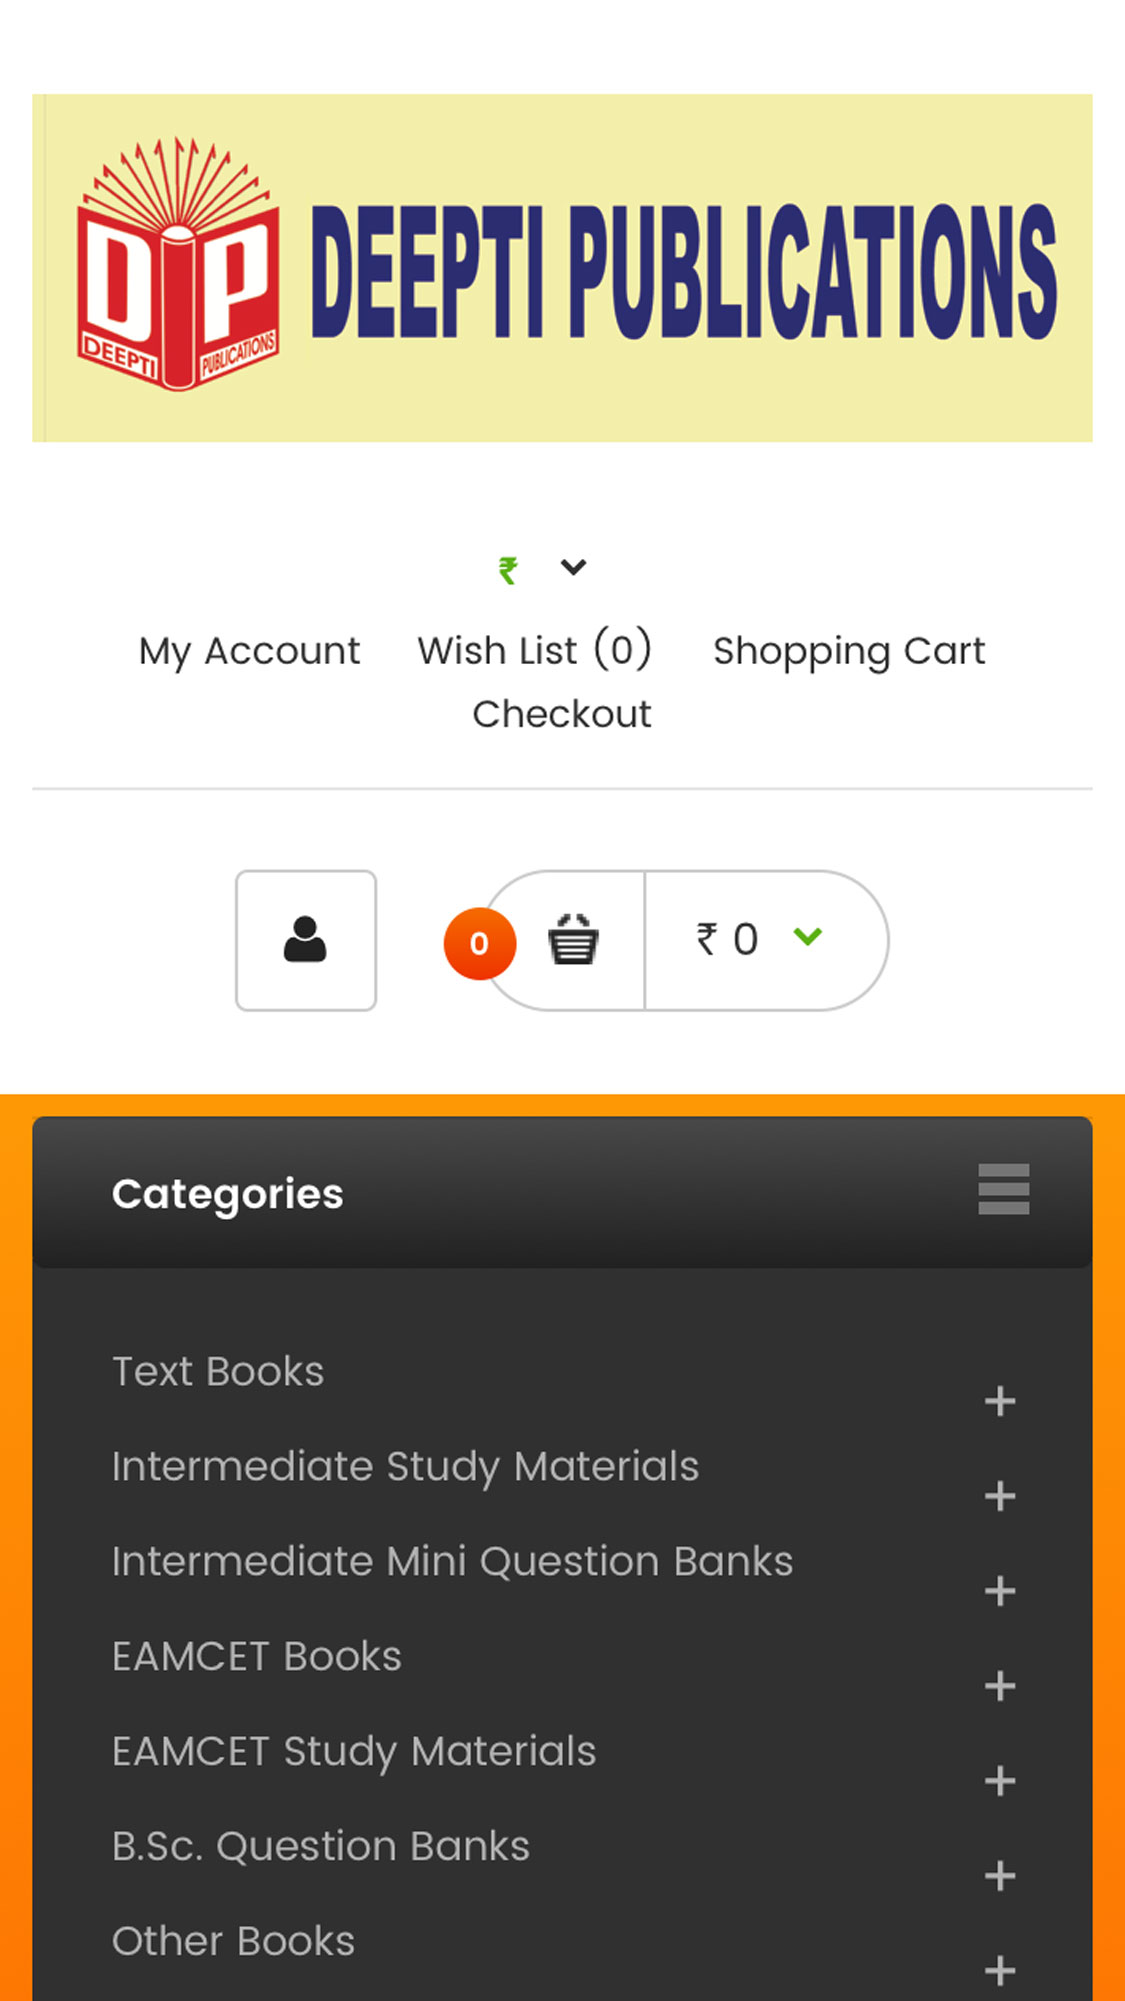 DP
DEEPTI PUBLICATIONS
DEEPTI PUBLICATIONS
₹
My Account Wish List (0) Shopping Cart
Checkout
0 ₹ 0
Categories
Text Books
+
Intermediate Study Materials
+
Intermediate Mini Question Banks
+
EAMCET Books
+
EAMCET Study Materials
+
B.Sc. Question Banks
+
Other Books
+